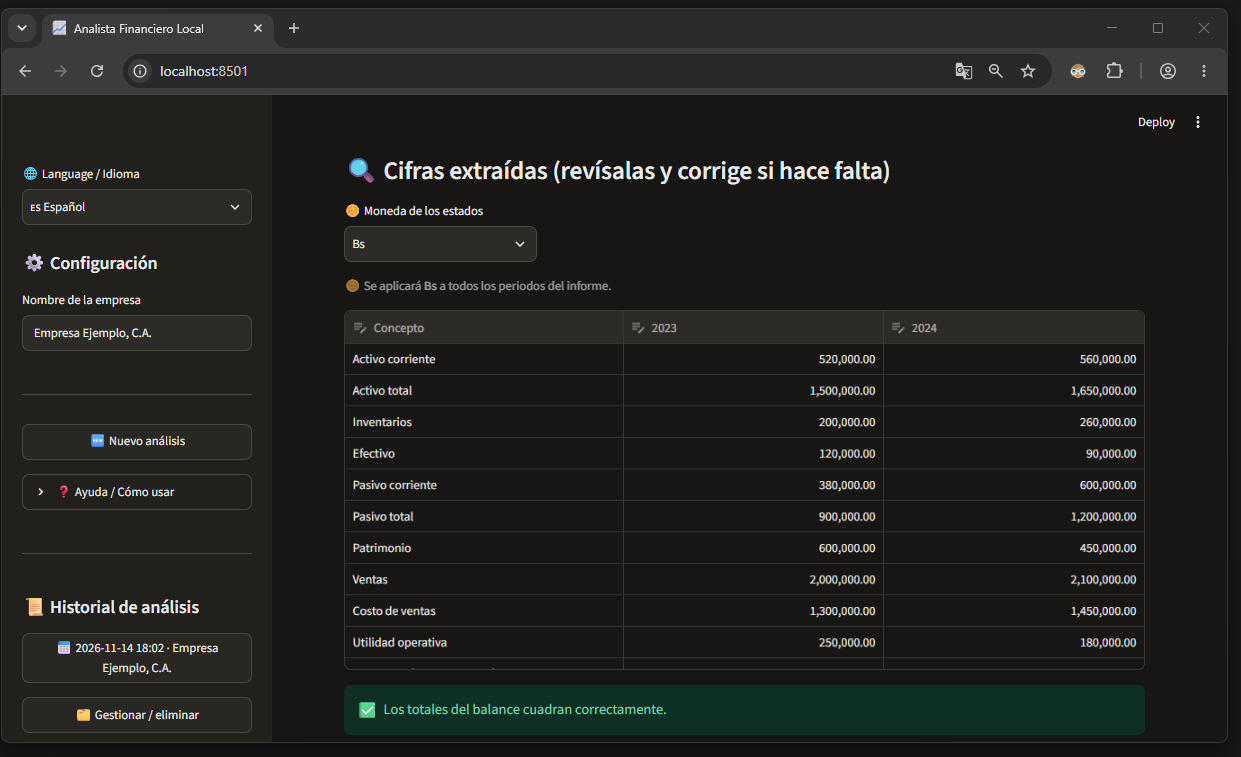 Analista Financiero Local
localhost:8501
Deploy
Language / Idioma
ES Español
Configuración
Nombre de la empresa
Empresa Ejemplo, C.A.
NEW Nuevo análisis
Ayuda / Cómo usar
Historial de análisis
2026-11-14 18:02 · Empresa
Ejemplo, C.A.
Gestionar / eliminar
Cifras extraídas (revísalas y corrige si hace falta)
Moneda de los estados
Bs
Se aplicará Bs a todos los periodos del informe.
Concepto 2023 2024
Activo corriente 520,000.00 560,000.00
Activo total 1,500,000.00 1,650,000.00
Inventarios 200,000.00 260,000.00
Efectivo 120,000.00 90,000.00
Pasivo corriente 380,000.00 600,000.00
Pasivo total 900,000.00 1,200,000.00
Patrimonio 600,000.00 450,000.00
Ventas 2,000,000.00 2,100,000.00
Costo de ventas 1,300,000.00 1,450,000.00
Utilidad operativa 250,000.00 180,000.00
Los totales del balance cuadran correctamente.